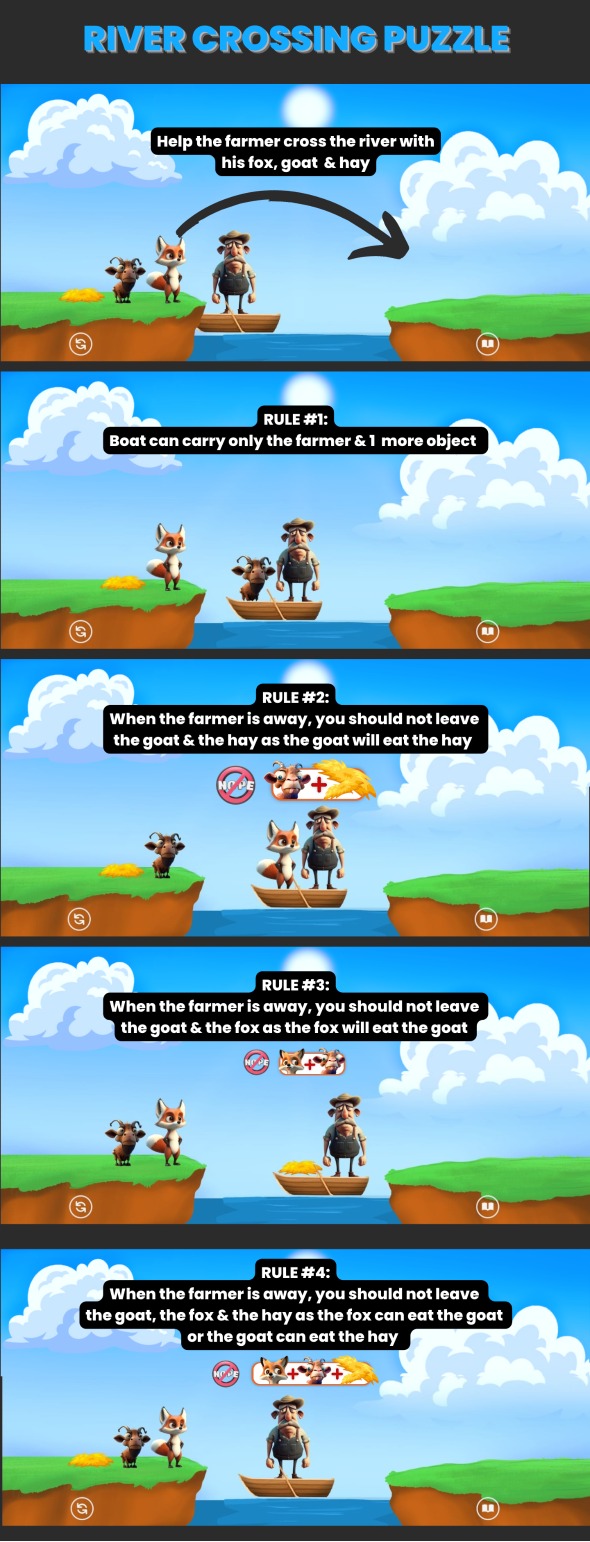 RIVER CROSSING PUZZLE
Help the farmer cross the river with
his fox, goat & hay
RULE #1:
Boat can carry only the farmer & 1 more object
RULE #2:
When the farmer is away, you should not leave
the goat & the hay as the goat will eat the hay
NOPE
+
RULE #3:
When the farmer is away, you should not leave
the goat & the fox as the fox will eat the goat
NOPE
+
RULE #4:
When the farmer is away, you should not leave
the goat, the fox & the hay as the fox can eat the goat
or the goat can eat the hay
NOPE
+ +